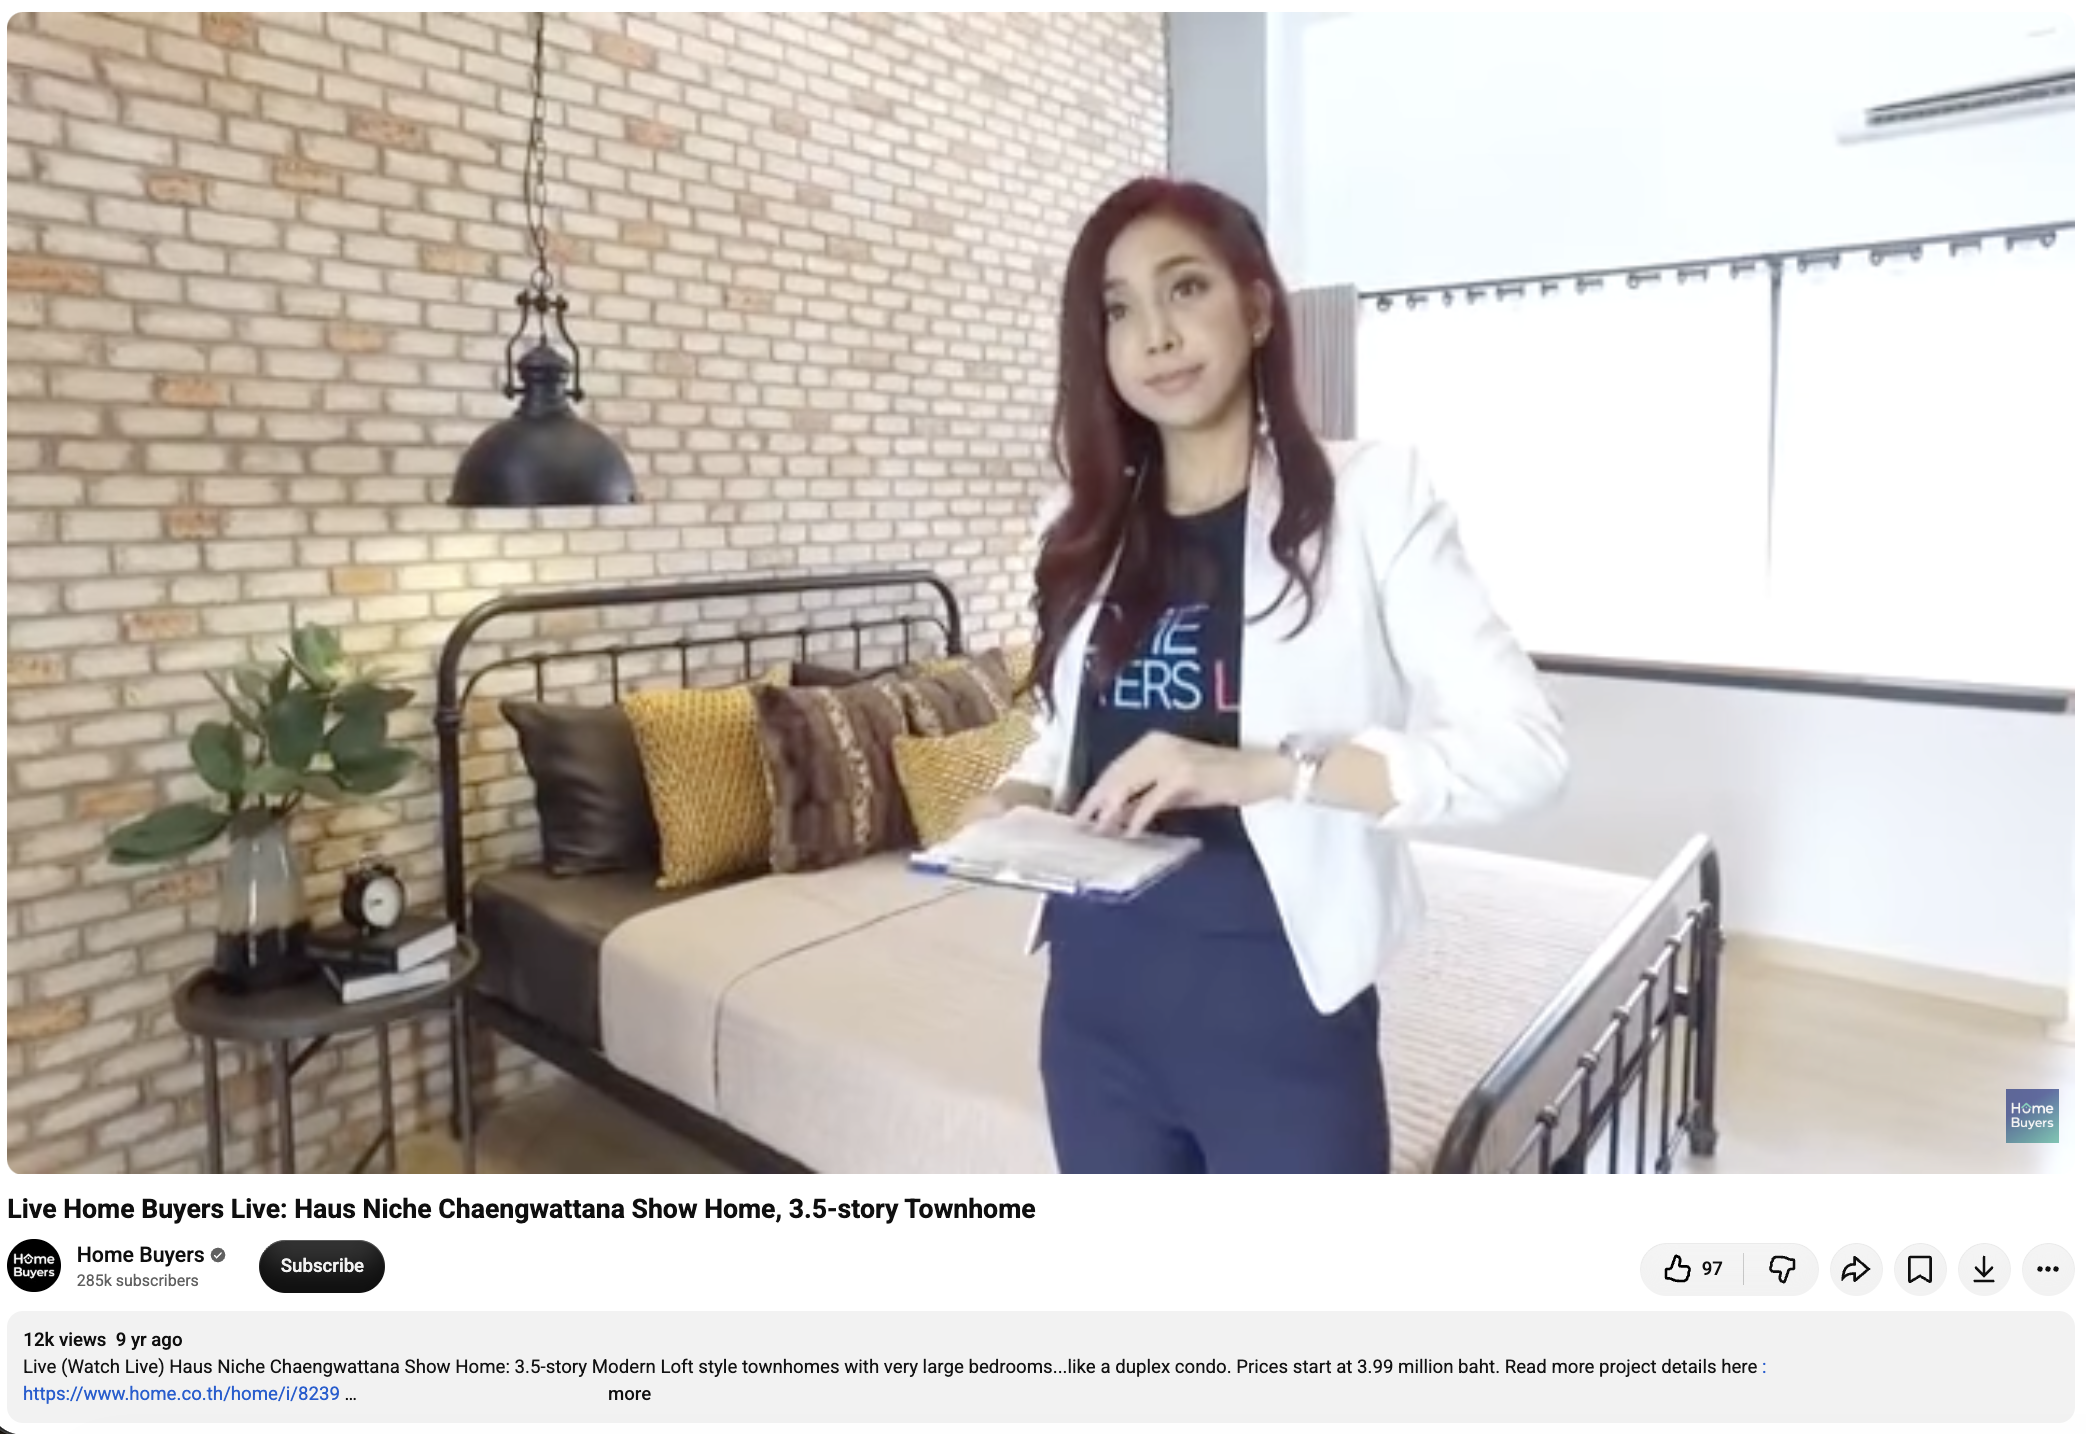 ERS L
Home
Buyers
Live Home Buyers Live: Haus Niche Chaengwattana Show Home, 3.5-story Townhome
Home
Buyers
Home Buyers
285k subscribers
Subscribe
97
12k views 9 yr ago
Live (Watch Live) Haus Niche Chaengwattana Show Home: 3.5-story Modern Loft style townhomes with very large bedrooms...like a duplex condo. Prices start at 3.99 million baht. Read more project details here :
https://www.home.co.th/home/i/8239 ...more